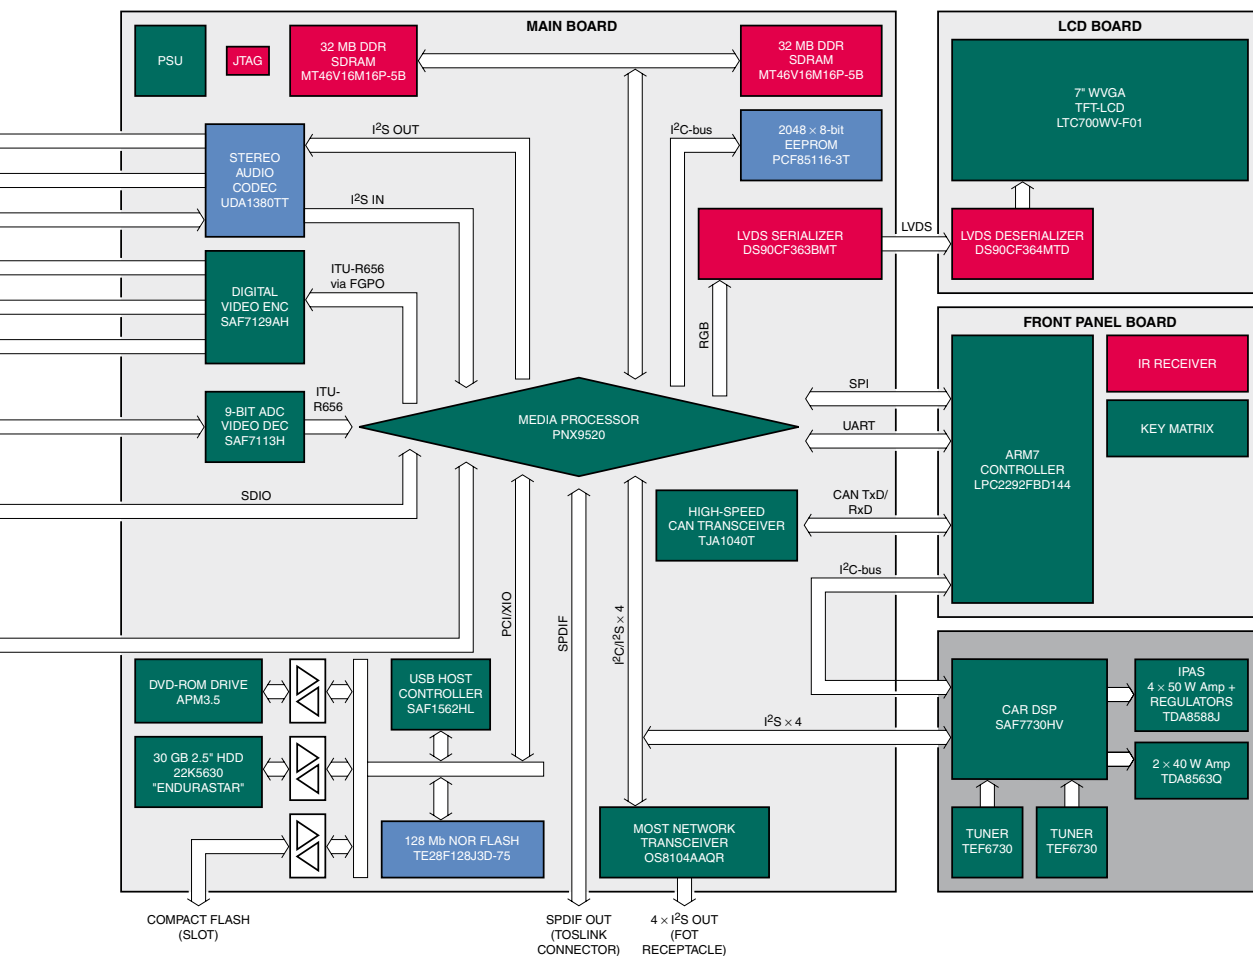 MAIN BOARD
PSU
JTAG
32 MB DDR
SDRAM
MT46V16M16P-5B
32 MB DDR
SDRAM
MT46V16M16P-5B
I²S OUT
I²C-bus
2048 × 8-bit
EEPROM
PCF85116-3T
STEREO
AUDIO
CODEC
UDA1380TT
I²S IN
LVDS SERIALIZER
DS90CF363BMT
LVDS
ITU-R656
via FGPO
DIGITAL
VIDEO ENC
SAF7129AH
RGB
ITU-
R656
9-BIT ADC
VIDEO DEC
SAF7113H
MEDIA PROCESSOR
PNX9520
SPI
UART
SDIO
HIGH-SPEED
CAN TRANSCEIVER
TJA1040T
CAN TxD/
RxD
I²C-bus
PCI/XIO
SPDIF
I²C/I²S × 4
DVD-ROM DRIVE
APM3.5
USB HOST
CONTROLLER
SAF1562HL
I²S × 4
30 GB 2.5" HDD
22K5630
"ENDURASTAR"
128 Mb NOR FLASH
TE28F128J3D-75
MOST NETWORK
TRANSCEIVER
OS8104AAQR
COMPACT FLASH
(SLOT)
SPDIF OUT
(TOSLINK
CONNECTOR)
4 × I²S OUT
(FOT
RECEPTACLE)
LCD BOARD
7" WVGA
TFT-LCD
LTC700WV-F01
LVDS DESERIALIZER
DS90CF364MTD
FRONT PANEL BOARD
IR RECEIVER
KEY MATRIX
ARM7
CONTROLLER
LPC2292FBD144
CAR DSP
SAF7730HV
IPAS
4 × 50 W Amp +
REGULATORS
TDA8588J
2 × 40 W Amp
TDA8563Q
TUNER
TEF6730
TUNER
TEF6730